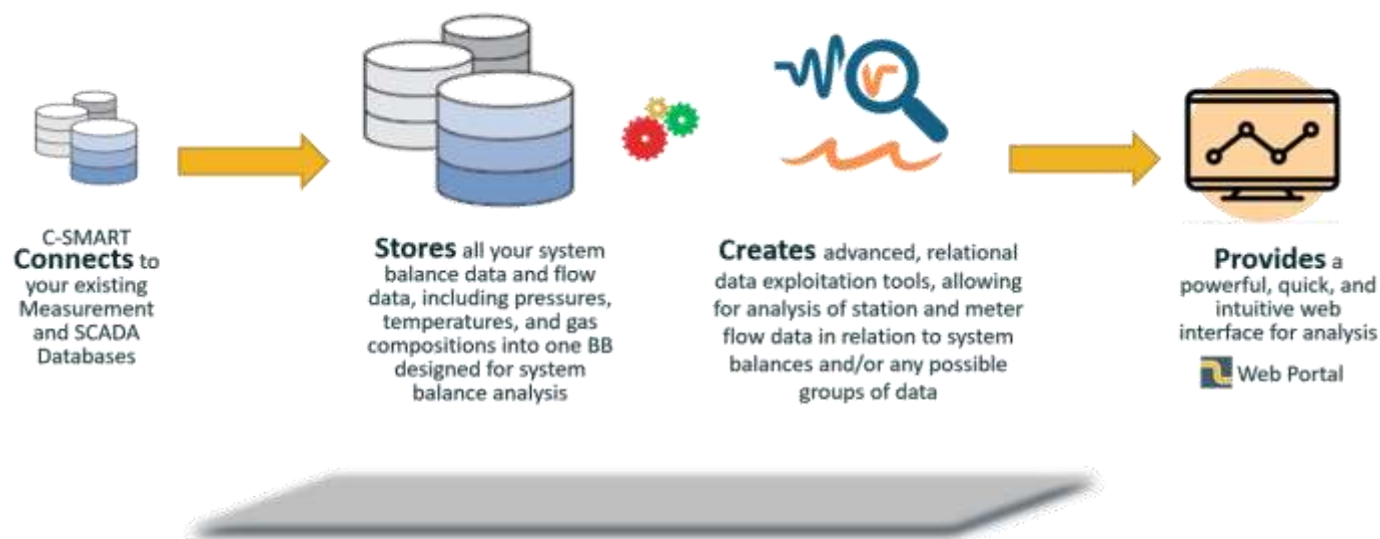 C-SMART
Connects to
your existing
Measurement
and SCADA
Databases
Stores all your system
balance data and flow
data, including pressures,
temperatures, and gas
compositions into one BB
designed for system
balance analysis
Creates advanced, relational
data exploitation tools, allowing
for analysis of station and meter
flow data in relation to system
balances and/or any possible
groups of data
Provides a
powerful, quick, and
intuitive web
interface for analysis
Web Portal